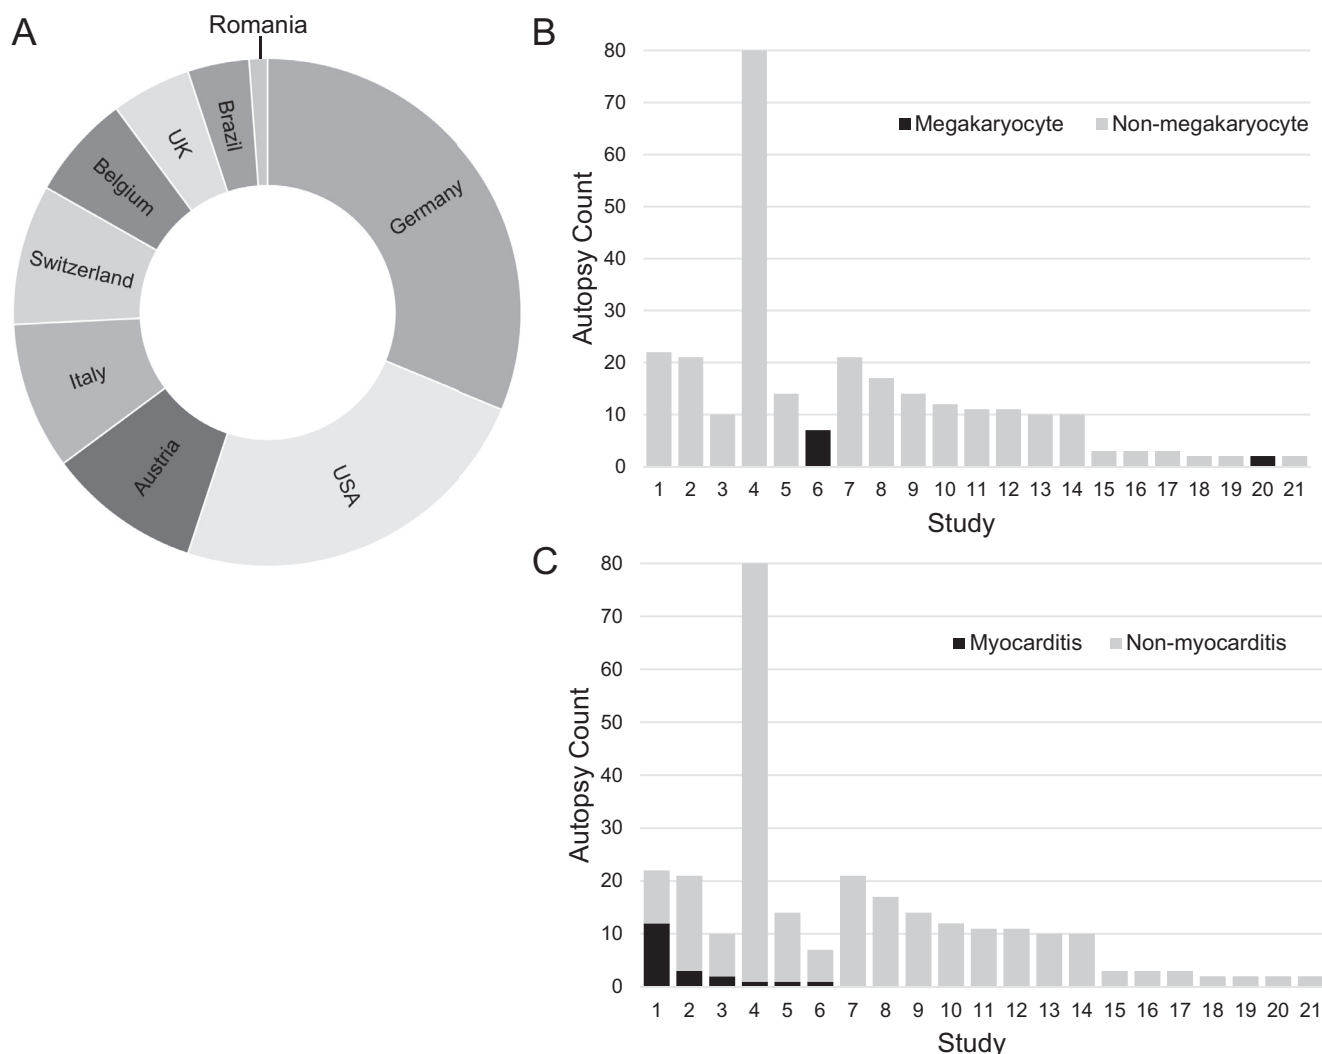 A
Romania
Germany
USA
Austria
Italy
Switzerland
Belgium
UK
Brazil
B
80
70
60
50
40
30
20
10
0
Autopsy Count
Megakaryocyte Non-megakaryocyte
1 2 3 4 5 6 7 8 9 10 11 12 13 14 15 16 17 18 19 20 21
Study
C
80
70
60
50
40
30
20
10
0
Autopsy Count
Myocarditis Non-myocarditis
1 2 3 4 5 6 7 8 9 10 11 12 13 14 15 16 17 18 19 20 21
Study